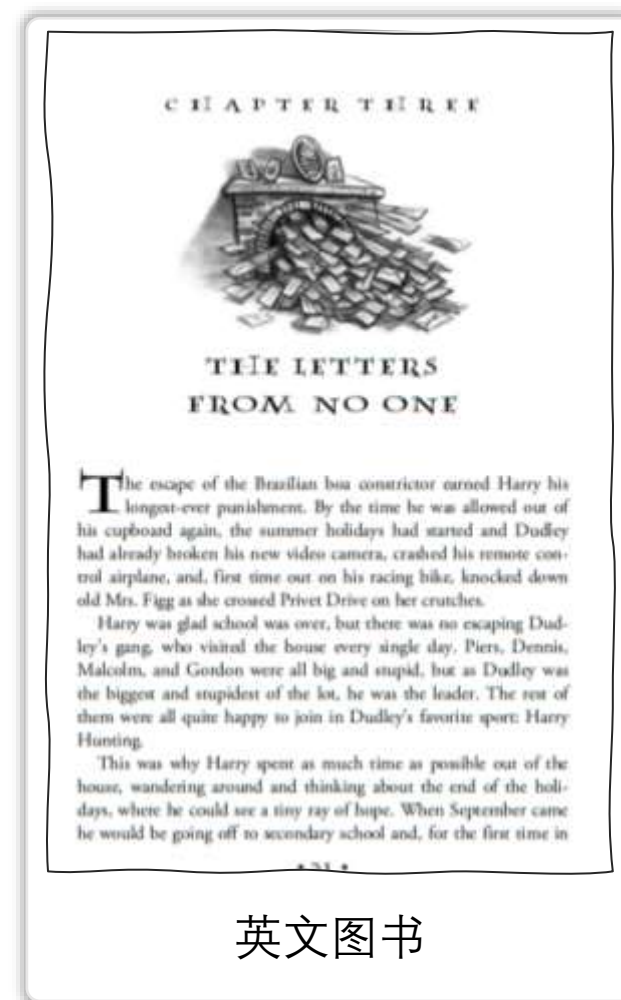 CHAPTER THREE
THE LETTERS
FROM NO ONE
The escape of the Brazilian boa constrictor earned Harry his
longest-ever punishment. By the time he was allowed out of
his cupboard again, the summer holidays had started and Dudley
had already broken his new video camera, crashed his remote con-
trol airplane, and, first time out on his racing bike, knocked down
old Mrs. Figg as she crossed Privet Drive on her crutches.
Harry was glad school was over, but there was no escaping Dud-
ley's gang, who visited the house every single day. Piers, Dennis,
Malcolm, and Gordon were all big and stupid, but as Dudley was
the biggest and stupidest of the lot, he was the leader. The rest of
them were all quite happy to join in Dudley's favorite sport: Harry
Hunting.
This was why Harry spent as much time as possible out of the
house, wandering around and thinking about the end of the holi-
days, where he could see a tiny ray of hope. When September came
he would be going off to secondary school and, for the first time in
英文图书